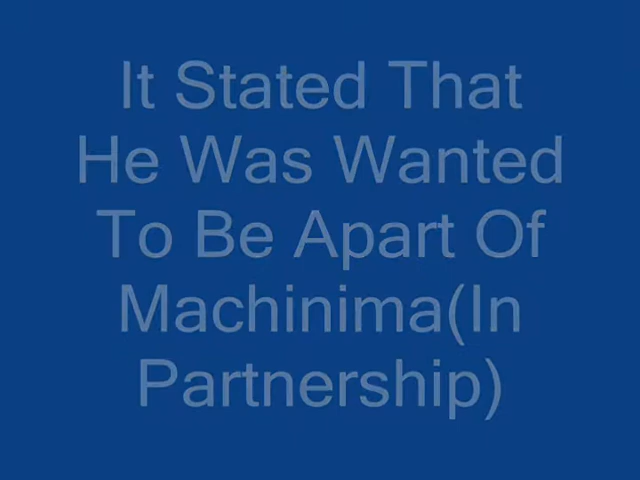 It Stated That
He Was Wanted
To Be Apart Of
Machinima(In
Partnership)